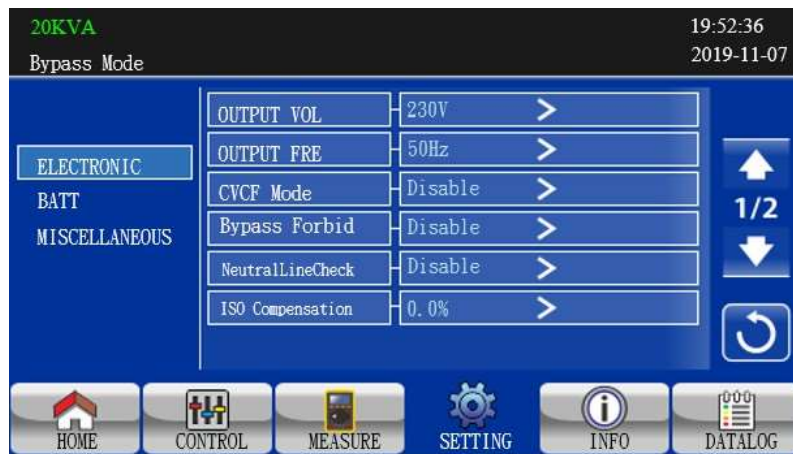 20KVA
19:52:36
Bypass Mode
2019-11-07
ELECTRONIC
BATT
MISCELLANEOUS
OUTPUT VOL 230V >
OUTPUT FRE 50Hz >
CVCF Mode Disable >
Bypass Forbid Disable >
NeutralLineCheck Disable >
ISO Compensation 0.0% >
1/2
HOME CONTROL MEASURE SETTING INFO DATALOG